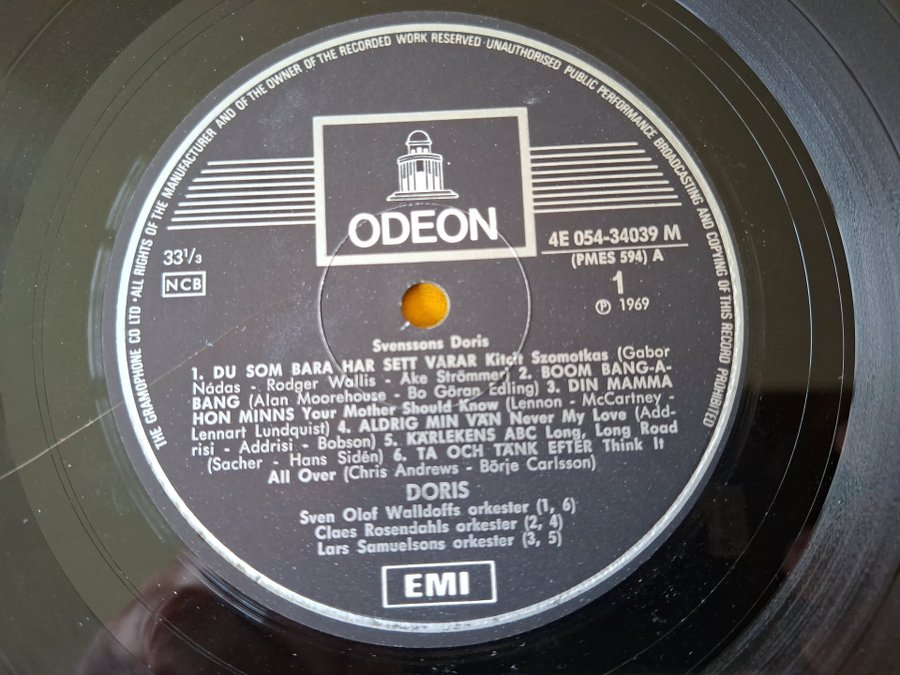 THE GRAMOPHONE CO LTD · ALL RIGHTS OF THE MANUFACTURER AND OF THE OWNER OF THE RECORDED WORK RESERVED · UNAUTHORISED PUBLIC PERFORMANCE BROADCASTING AND COPYING OF THIS RECORD PROHIBITED
ODEON
33 1/3
NCB
4E 054-34039 M
(PMES 594) A
1
℗ 1969
Svenssons Doris
1. DU SOM BARA HAR SETT VARAR Kitcit Szomotkas (Gabor
Nádas - Rodger Wallis - Åke Strömmer) 2. BOOM BANG-A-
BANG (Alan Moorehouse - Bo Göran Edling) 3. DIN MAMMA
HON MINNS Your Mother Should Know (Lennon - McCartney -
Lennart Lundquist) 4. ALDRIG MIN VÄN Never My Love (Add-
risi - Addrisi - Bobson) 5. KÄRLEKENS ABC Long, Long Road
(Sacher - Hans Sidén) 6. TA OCH TÄNK EFTER Think It
All Over (Chris Andrews - Börje Carlsson)
DORIS
Sven Olof Walldoffs orkester (1, 6)
Claes Rosendahls orkester (2, 4)
Lars Samuelsons orkester (3, 5)
EMI